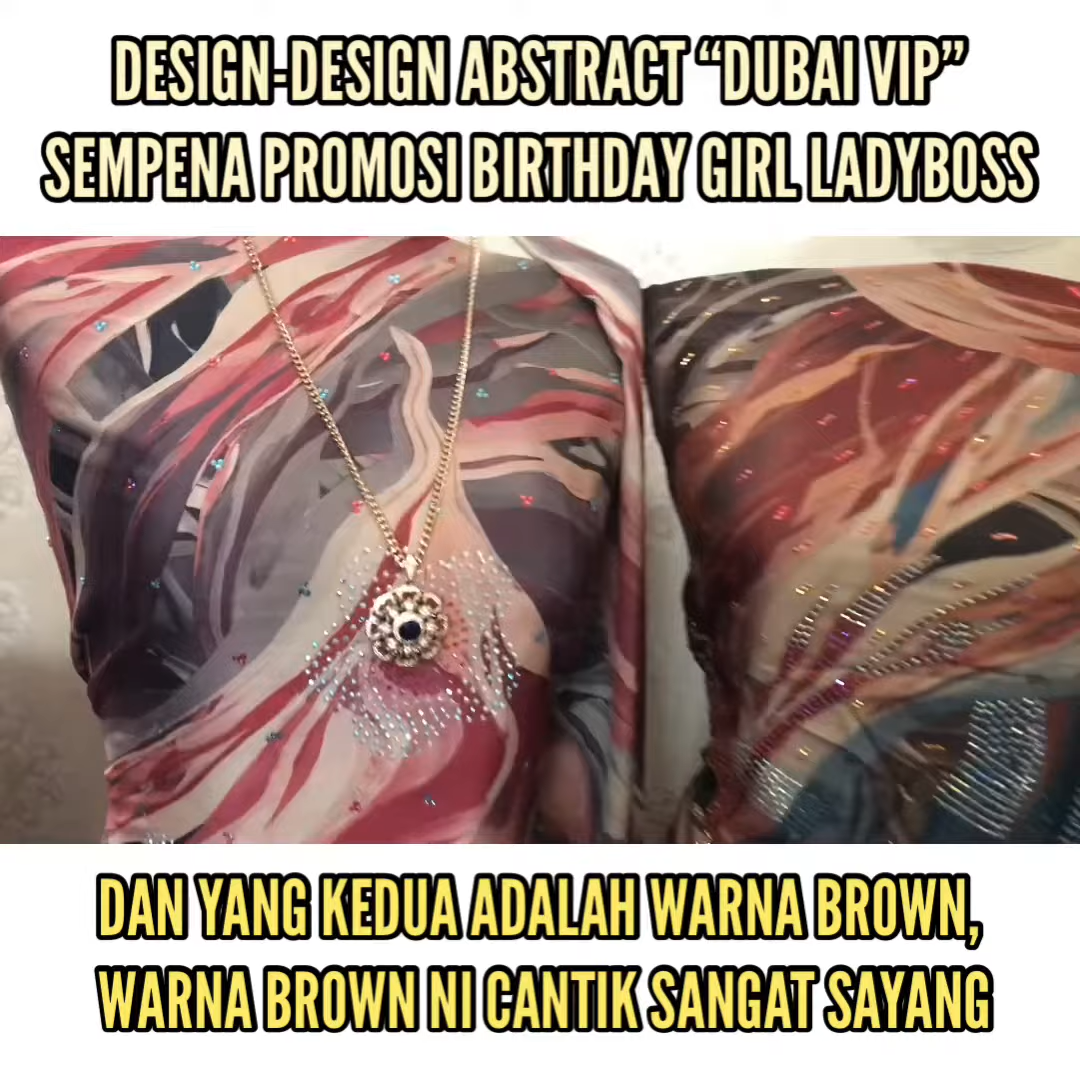 DESIGN-DESIGN ABSTRACT “DUBAI VIP”
SEMPENA PROMOSI BIRTHDAY GIRL LADYBOSS
DAN YANG KEDUA ADALAH WARNA BROWN,
WARNA BROWN NI CANTIK SANGAT SAYANG